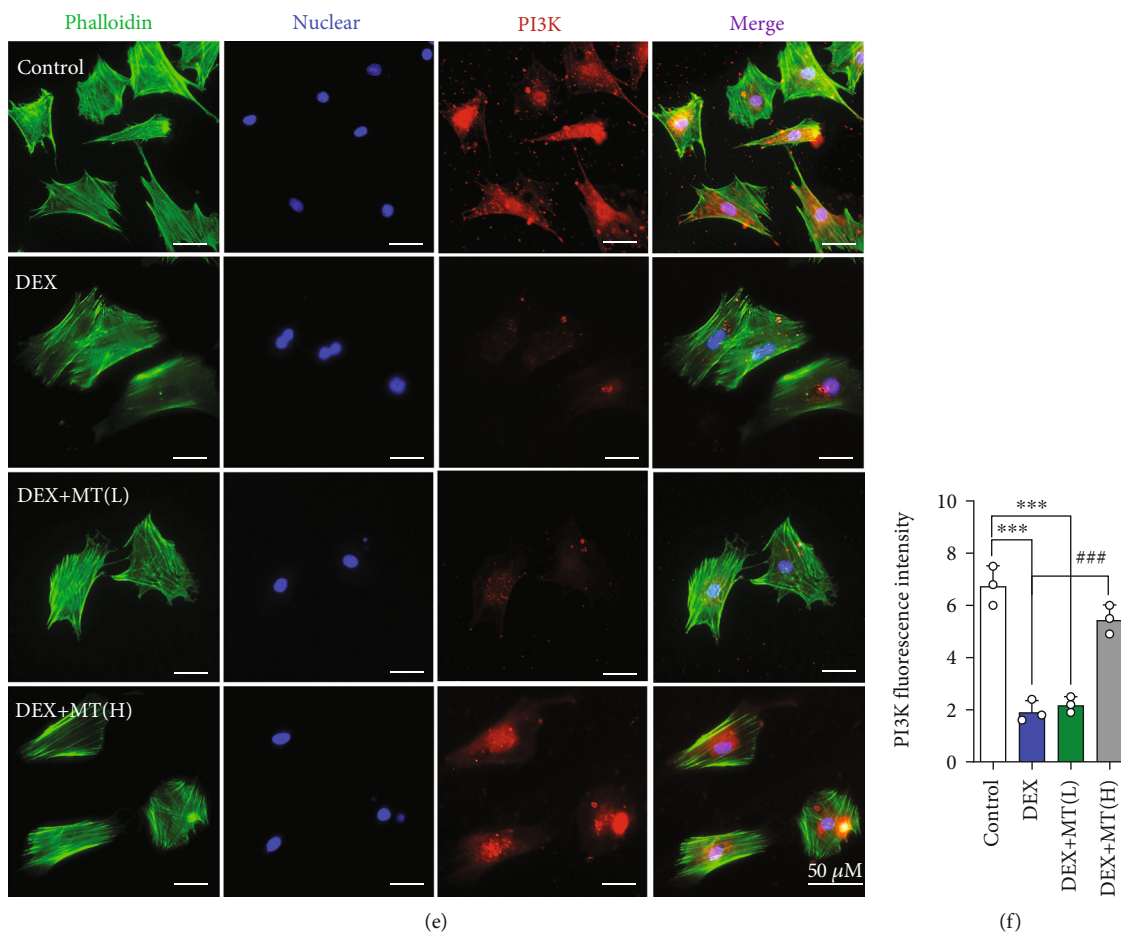 Phalloidin
Nuclear
PI3K
Merge
Control
DEX
DEX+MT(L)
DEX+MT(H)
50 μM
(e)
PI3K fluorescence intensity
10
8
6
4
2
0
***
***
###
Control
DEX
DEX+MT(L)
DEX+MT(H)
(f)